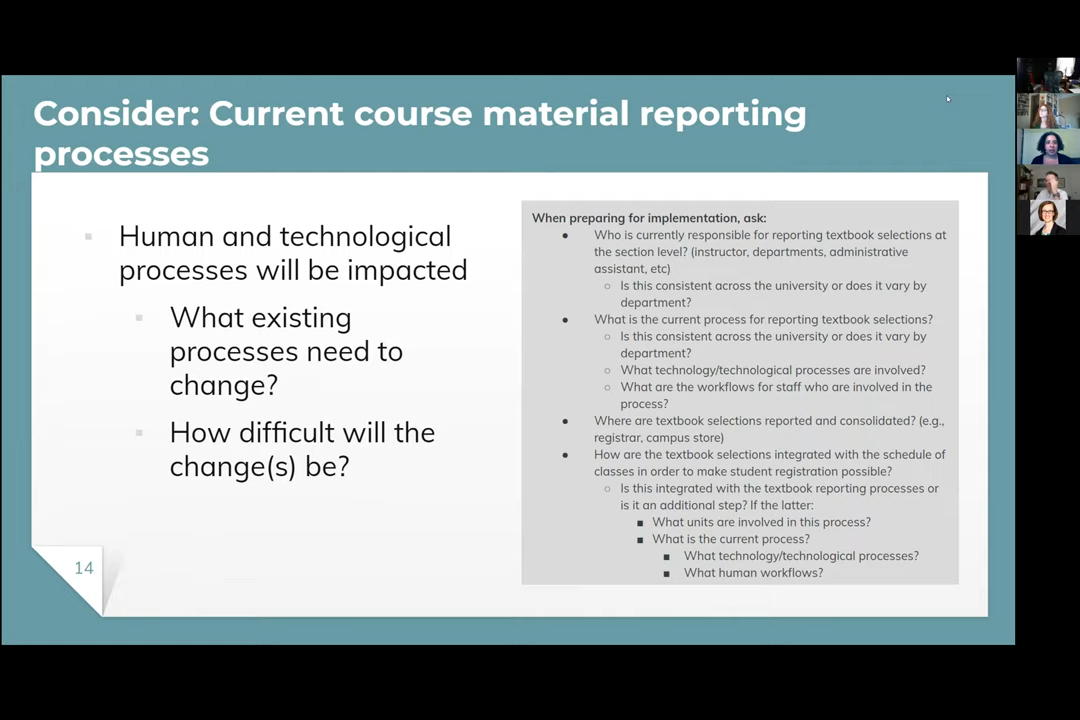 Consider: Current course material reporting
processes
▪ Human and technological
processes will be impacted
▪ What existing
processes need to
change?
▪ How difficult will the
change(s) be?
When preparing for implementation, ask:
● Who is currently responsible for reporting textbook selections at
the section level? (instructor, departments, administrative
assistant, etc)
○ Is this consistent across the university or does it vary by
department?
● What is the current process for reporting textbook selections?
○ Is this consistent across the university or does it vary by
department?
○ What technology/technological processes are involved?
○ What are the workflows for staff who are involved in the
process?
● Where are textbook selections reported and consolidated? (e.g.,
registrar, campus store)
● How are the textbook selections integrated with the schedule of
classes in order to make student registration possible?
○ Is this integrated with the textbook reporting processes or
is it an additional step? If the latter:
■ What units are involved in this process?
■ What is the current process?
■ What technology/technological processes?
■ What human workflows?
14